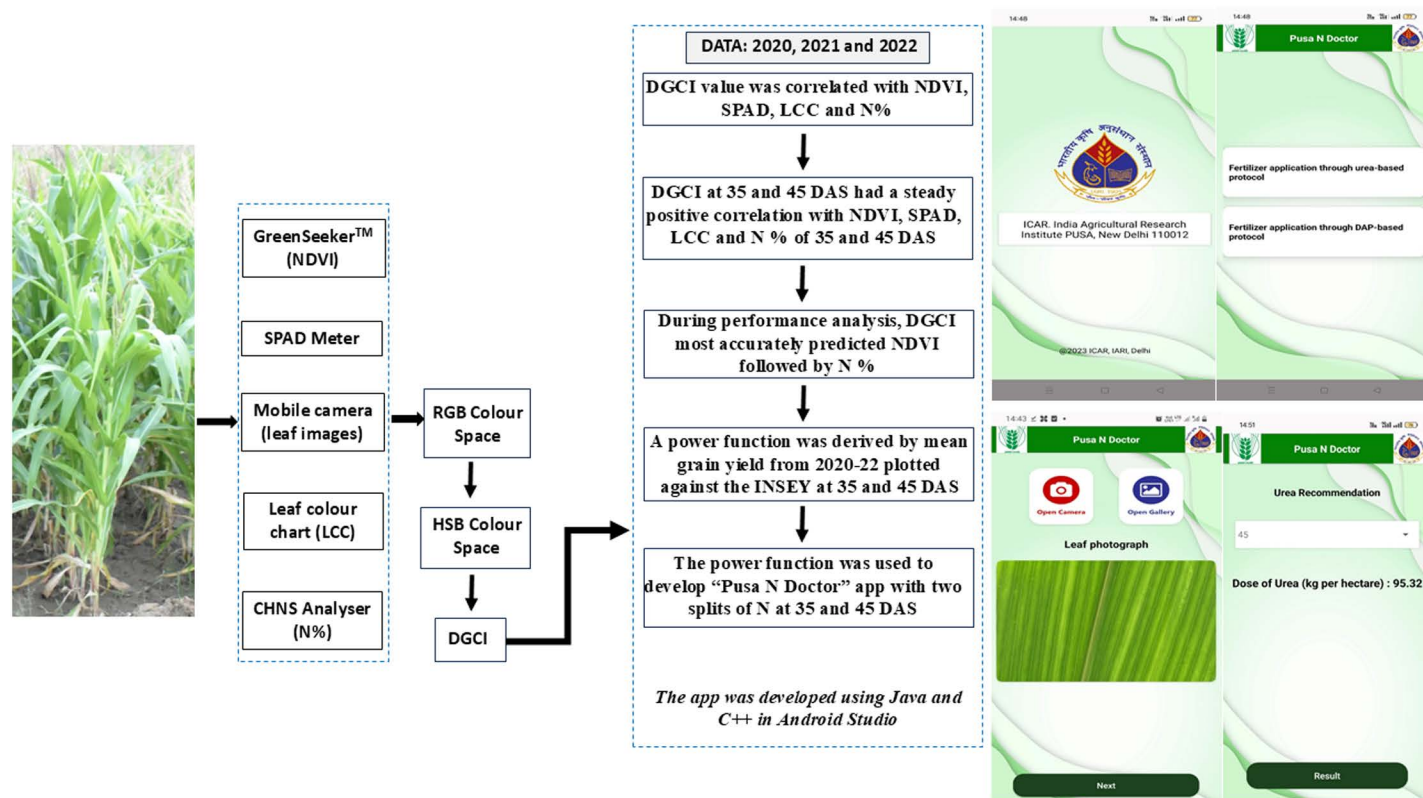 GreenSeeker™
(NDVI)
SPAD Meter
Mobile camera
(leaf images)
Leaf colour
chart (LCC)
CHNS Analyser
(N%)
RGB Colour
Space
HSB Colour
Space
DGCI
DATA: 2020, 2021 and 2022
DGCI value was correlated with NDVI,
SPAD, LCC and N%
DGCI at 35 and 45 DAS had a steady
positive correlation with NDVI, SPAD,
LCC and N % of 35 and 45 DAS
During performance analysis, DGCI
most accurately predicted NDVI
followed by N %
A power function was derived by mean
grain yield from 2020-22 plotted
against the INSEY at 35 and 45 DAS
The power function was used to
develop “Pusa N Doctor” app with two
splits of N at 35 and 45 DAS
The app was developed using Java and
C++ in Android Studio
14:48
भारतीय कृषि अनुसंधान संस्थान
ICAR. India Agricultural Research
Institute PUSA, New Delhi 110012
@2023 ICAR, IARI, Delhi
14:48
Pusa N Doctor
Fertilizer application through urea-based
protocol
Fertilizer application through DAP-based
protocol
14:43
Pusa N Doctor
Open Camera
Open Gallery
Leaf photograph
Next
14:51
Pusa N Doctor
Urea Recommendation
45
Dose of Urea (kg per hectare) : 95.32
Result